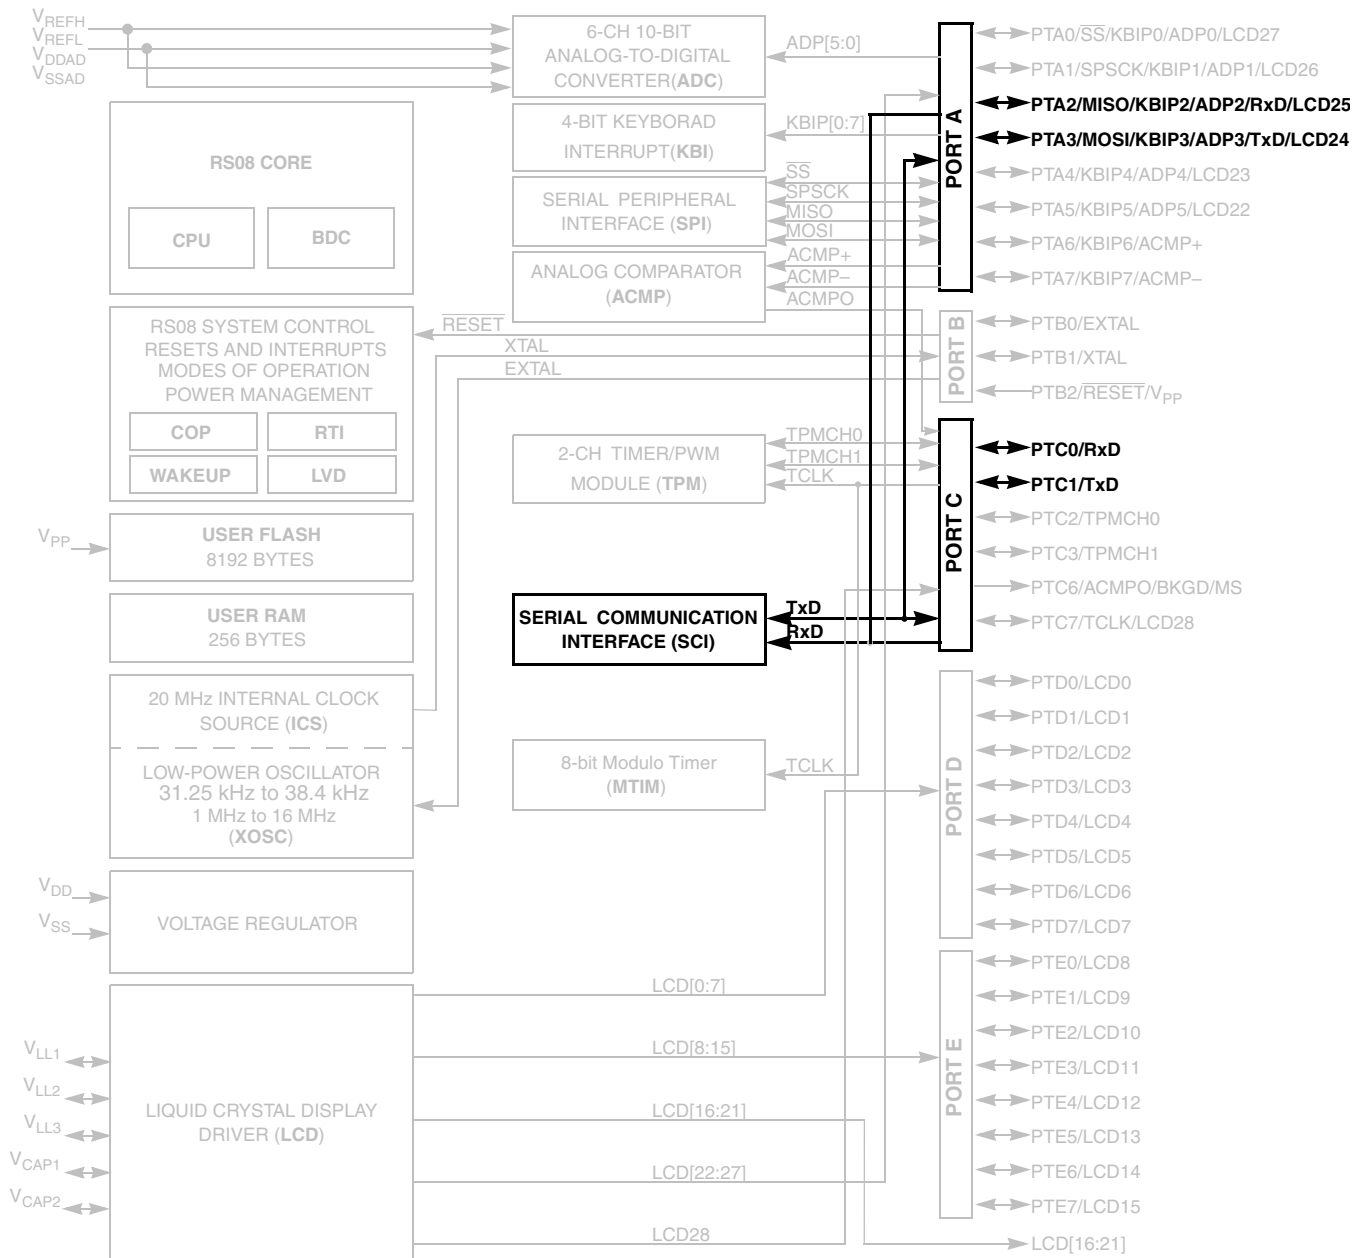 VREFH
VREFL
VDDAD
VSSAD
6-CH 10-BIT
ANALOG-TO-DIGITAL
CONVERTER(ADC)
ADP[5:0]
4-BIT KEYBORAD
INTERRUPT(KBI)
KBIP[0:7]
SERIAL PERIPHERAL
INTERFACE (SPI)
SS
SPSCK
MISO
MOSI
ANALOG COMPARATOR
(ACMP)
ACMP+
ACMP–
ACMPO
RS08 CORE
CPU
BDC
RS08 SYSTEM CONTROL
RESETS AND INTERRUPTS
MODES OF OPERATION
POWER MANAGEMENT
COP
RTI
WAKEUP
LVD
RESET
XTAL
EXTAL
2-CH TIMER/PWM
MODULE (TPM)
TPMCH0
TPMCH1
TCLK
VPP
USER FLASH
8192 BYTES
USER RAM
256 BYTES
SERIAL COMMUNICATION
INTERFACE (SCI)
TxD
RxD
20 MHz INTERNAL CLOCK
SOURCE (ICS)
LOW-POWER OSCILLATOR
31.25 kHz to 38.4 kHz
1 MHz to 16 MHz
(XOSC)
8-bit Modulo Timer
(MTIM)
TCLK
VDD
VSS
VOLTAGE REGULATOR
VLL1
VLL2
VLL3
VCAP1
VCAP2
LIQUID CRYSTAL DISPLAY
DRIVER (LCD)
LCD[0:7]
LCD[8:15]
LCD[16:21]
LCD[22:27]
LCD28
PORT A
PTA0/SS/KBIP0/ADP0/LCD27
PTA1/SPSCK/KBIP1/ADP1/LCD26
PTA2/MISO/KBIP2/ADP2/RxD/LCD25
PTA3/MOSI/KBIP3/ADP3/TxD/LCD24
PTA4/KBIP4/ADP4/LCD23
PTA5/KBIP5/ADP5/LCD22
PTA6/KBIP6/ACMP+
PTA7/KBIP7/ACMP–
PORT B
PTB0/EXTAL
PTB1/XTAL
PTB2/RESET/VPP
PORT C
PTC0/RxD
PTC1/TxD
PTC2/TPMCH0
PTC3/TPMCH1
PTC6/ACMPO/BKGD/MS
PTC7/TCLK/LCD28
PORT D
PTD0/LCD0
PTD1/LCD1
PTD2/LCD2
PTD3/LCD3
PTD4/LCD4
PTD5/LCD5
PTD6/LCD6
PTD7/LCD7
PORT E
PTE0/LCD8
PTE1/LCD9
PTE2/LCD10
PTE3/LCD11
PTE4/LCD12
PTE5/LCD13
PTE6/LCD14
PTE7/LCD15
LCD[16:21]